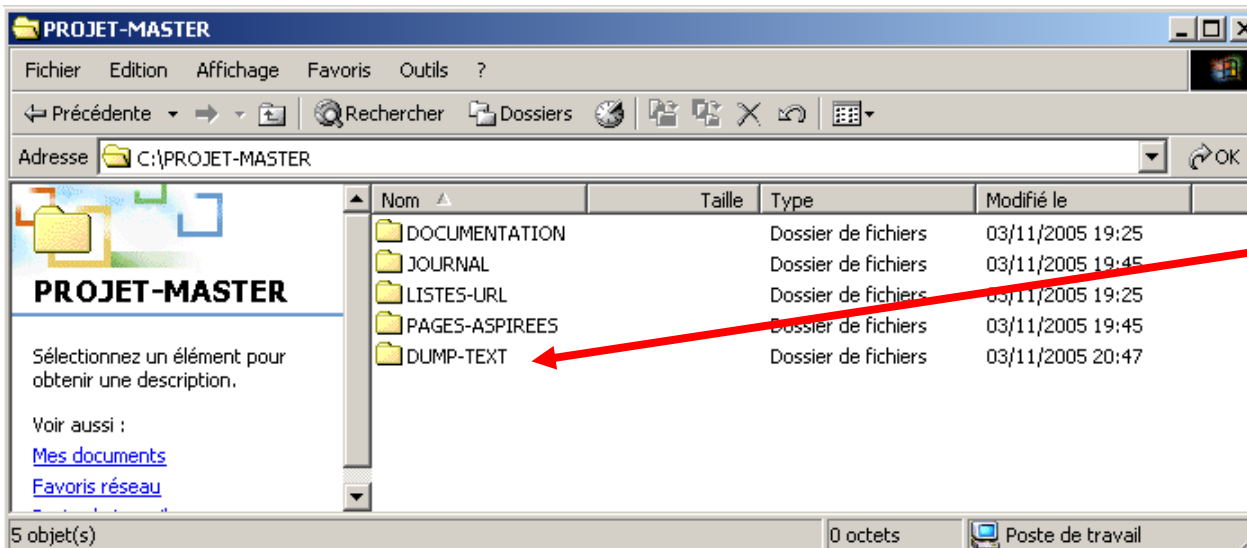 PROJET-MASTER
Fichier Edition Affichage Favoris Outils ?
Précédente Rechercher Dossiers
Adresse C:\PROJET-MASTER OK
Nom Taille Type Modifié le
DOCUMENTATION Dossier de fichiers 03/11/2005 19:25
JOURNAL Dossier de fichiers 03/11/2005 19:45
LISTES-URL Dossier de fichiers 03/11/2005 19:25
PAGES-ASPIREES Dossier de fichiers 03/11/2005 19:45
DUMP-TEXT Dossier de fichiers 03/11/2005 20:47
PROJET-MASTER
Sélectionnez un élément pour
obtenir une description.
Voir aussi :
Mes documents
Favoris réseau
5 objet(s) 0 octets Poste de travail